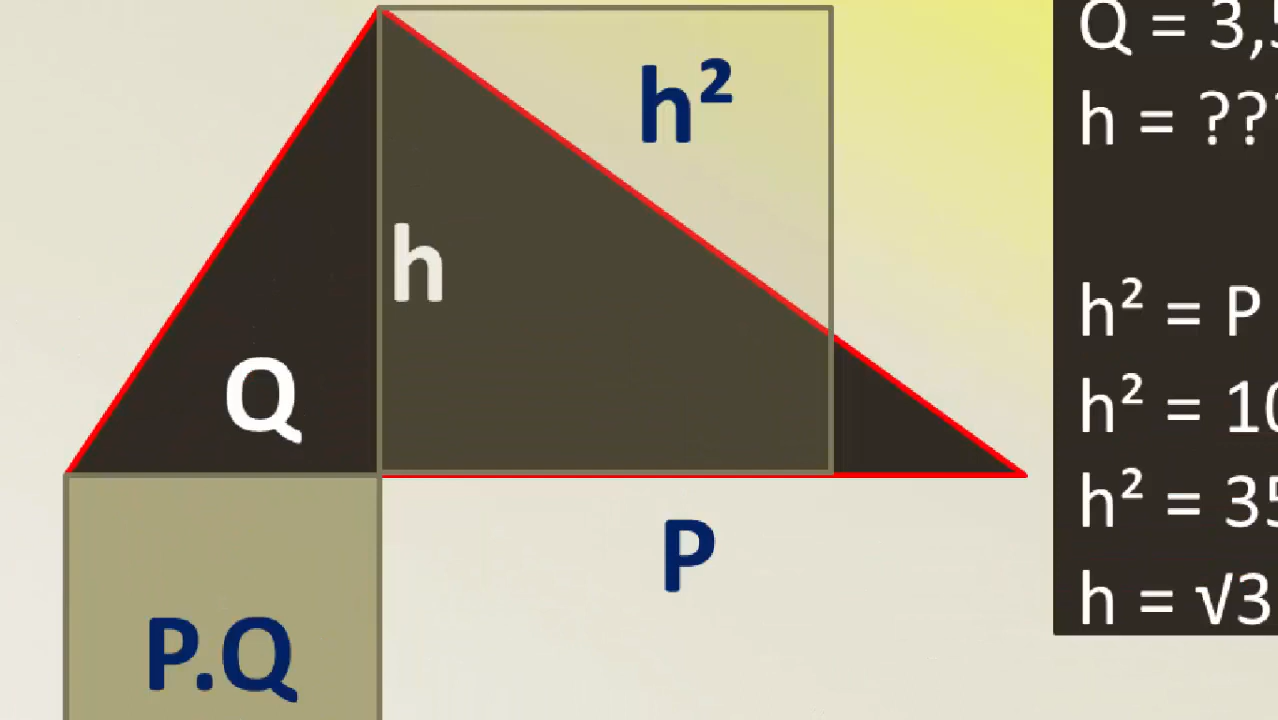 h²
h
Q
P
P.Q
Q = 3,5
h = ???
h² = P
h² = 10
h² = 35
h = √3